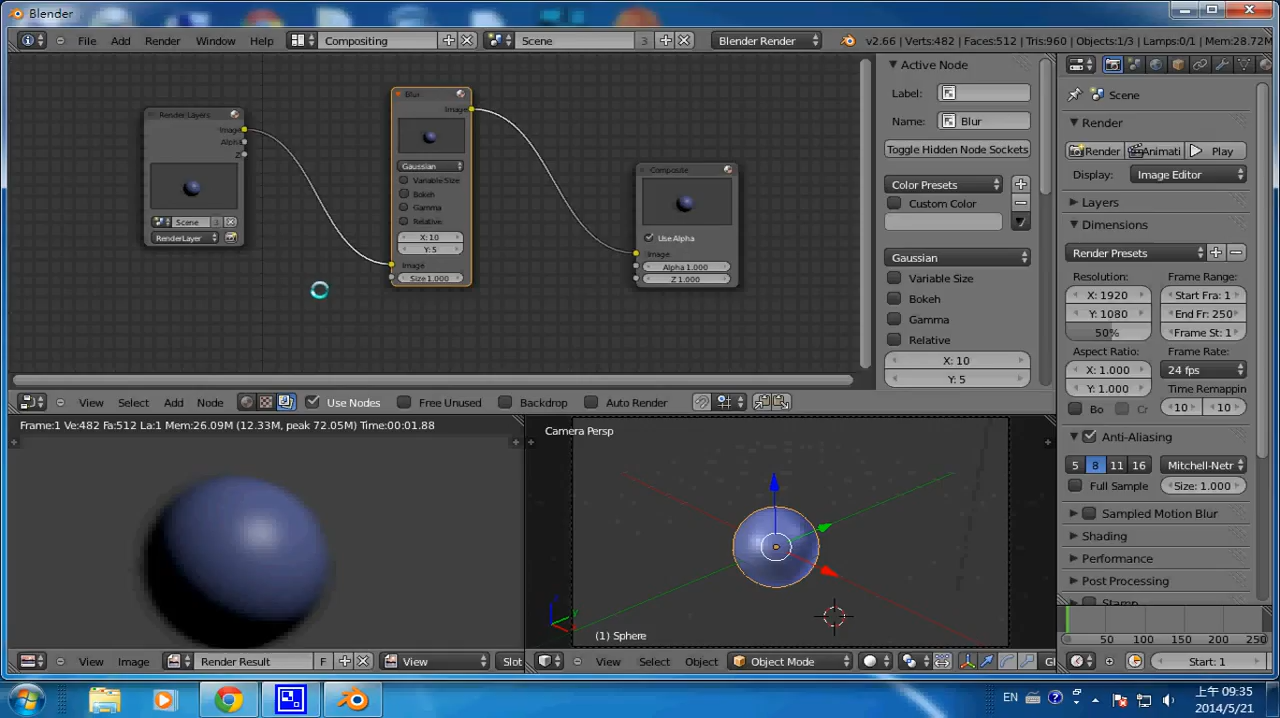 Blender
File Add Render Window Help Compositing Scene 3 Blender Render v2.66 | Verts:482 | Faces:512 | Tris:960 | Objects:1/3 | Lamps:0/1 | Mem:28.72M
Render Layers
Image
Alpha
Z
Scene 3
RenderLayer
Blur
Image
Gaussian
Variable Size
Bokeh
Gamma
Relative
X: 10
Y: 5
Image
Size 1.000
Composite
Use Alpha
Image
Alpha 1.000
Z 1.000
Active Node
Label:
Name: Blur
Toggle Hidden Node Sockets
Color Presets
Custom Color
Gaussian
Variable Size
Bokeh
Gamma
Relative
X: 10
Y: 5
Scene
Render
Render Animati Play
Display: Image Editor
Layers
Dimensions
Render Presets
Resolution: Frame Range:
X: 1920 Start Fra: 1
Y: 1080 End Fr: 250
50% Frame St: 1
Aspect Ratio: Frame Rate:
X: 1.000 24 fps
Y: 1.000 Time Remappin
Bo Cr 10 10
Anti-Aliasing
5 8 11 16 Mitchell-Netr
Full Sample Size: 1.000
Sampled Motion Blur
Shading
Performance
Post Processing
Stamp
View Select Add Node Use Nodes Free Unused Backdrop Auto Render
Frame:1 Ve:482 Fa:512 La:1 Mem:26.09M (12.33M, peak 72.05M) Time:00:01.88
Camera Persp
z
y
(1) Sphere
View Image Render Result F View Slot
View Select Object Object Mode Gl
0 50 100 150 200 250
Start: 1
EN
上午 09:35
2014/5/21